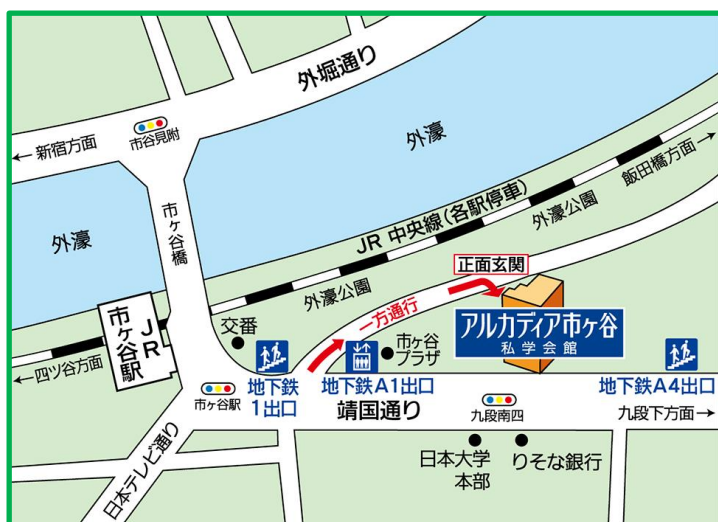 外堀通り
←新宿方面
市谷見附
外濠
飯田橋方面→
外濠
市ヶ谷橋
JR 中央線(各駅停車)
外濠公園
外濠公園
正面玄関
JR
市ヶ谷駅
交番
一方通行
市ヶ谷
プラザ
アルカディア市ヶ谷
私学会館
←四ツ谷方面
地下鉄
1出口
地下鉄A1出口
地下鉄A4出口
市ヶ谷駅
靖国通り
九段南四
九段下方面→
日本テレビ通り
日本大学
本部
りそな銀行